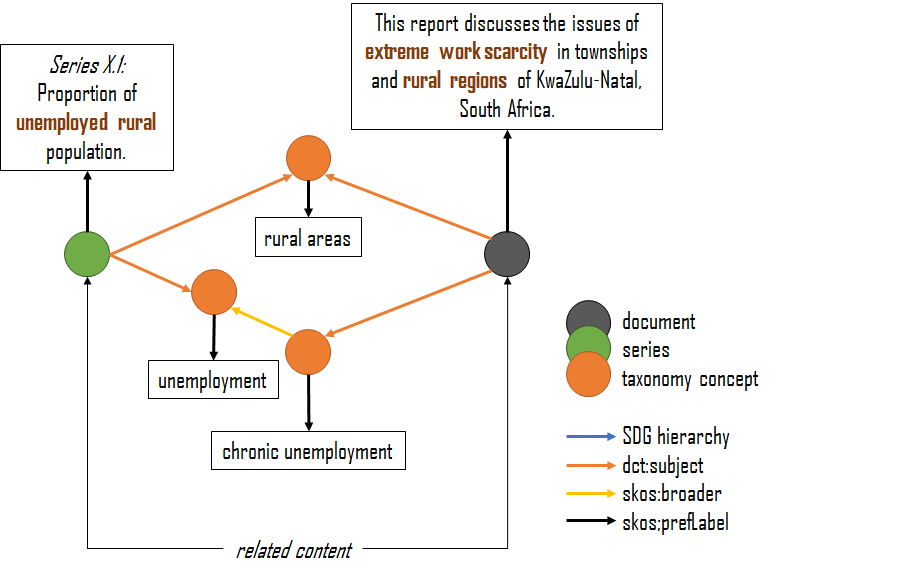 This report discusses the issues of
extreme work scarcity in townships
and rural regions of KwaZulu-Natal,
South Africa.
Series X.1:
Proportion of
unemployed rural
population.
rural areas
unemployment
chronic unemployment
related content
document
series
taxonomy concept
SDG hierarchy
dct:subject
skos:broader
skos;prefLabel